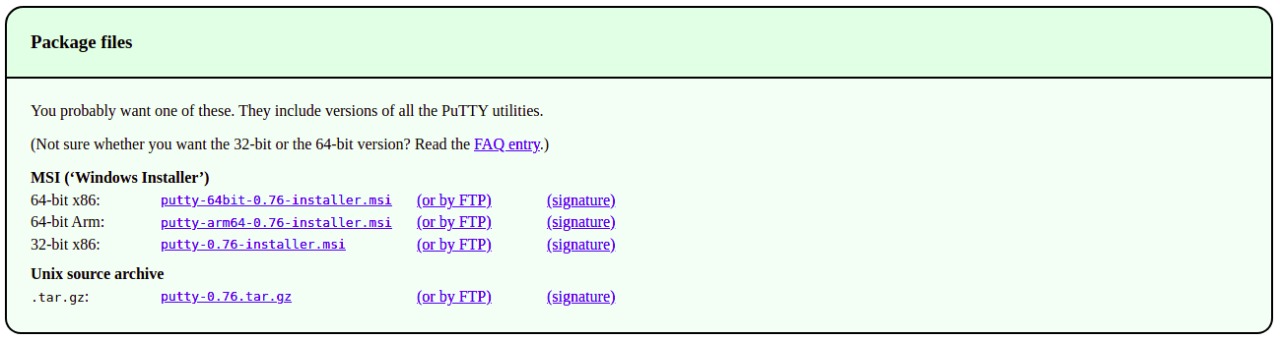 Package files
You probably want one of these. They include versions of all the PuTTY utilities.
(Not sure whether you want the 32-bit or the 64-bit version? Read the FAQ entry.)
MSI (‘Windows Installer’)
64-bit x86: putty-64bit-0.76-installer.msi (or by FTP) (signature)
64-bit Arm: putty-arm64-0.76-installer.msi (or by FTP) (signature)
32-bit x86: putty-0.76-installer.msi (or by FTP) (signature)
Unix source archive
.tar.gz: putty-0.76.tar.gz (or by FTP) (signature)